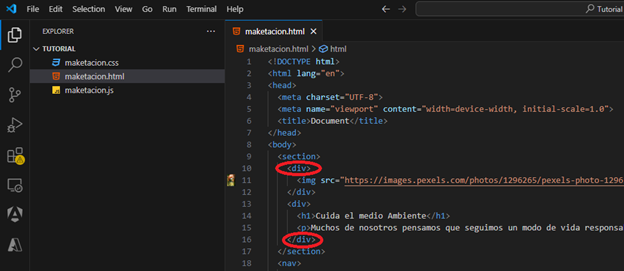 File Edit Selection View Go Run Terminal Help
Tutorial
EXPLORER
TUTORIAL
maketacion.css
maketacion.html
maketacion.js
maketacion.html
maketacion.html > html
1 <!DOCTYPE html>
2 <html lang="en">
3 <head>
4 <meta charset="UTF-8">
5 <meta name="viewport" content="width=device-width, initial-scale=1.0">
6 <title>Document</title>
7 </head>
8 <body>
9 <section>
10 <div>
11 <img src="https://images.pexels.com/photos/1296265/pexels-photo-1296
12 </div>
13 <div>
14 <h1>Cuida el medio Ambiente</h1>
15 <p>Muchos de nosotros pensamos que seguimos un modo de vida responsa
16 </div>
17 </section>
18 <nav>